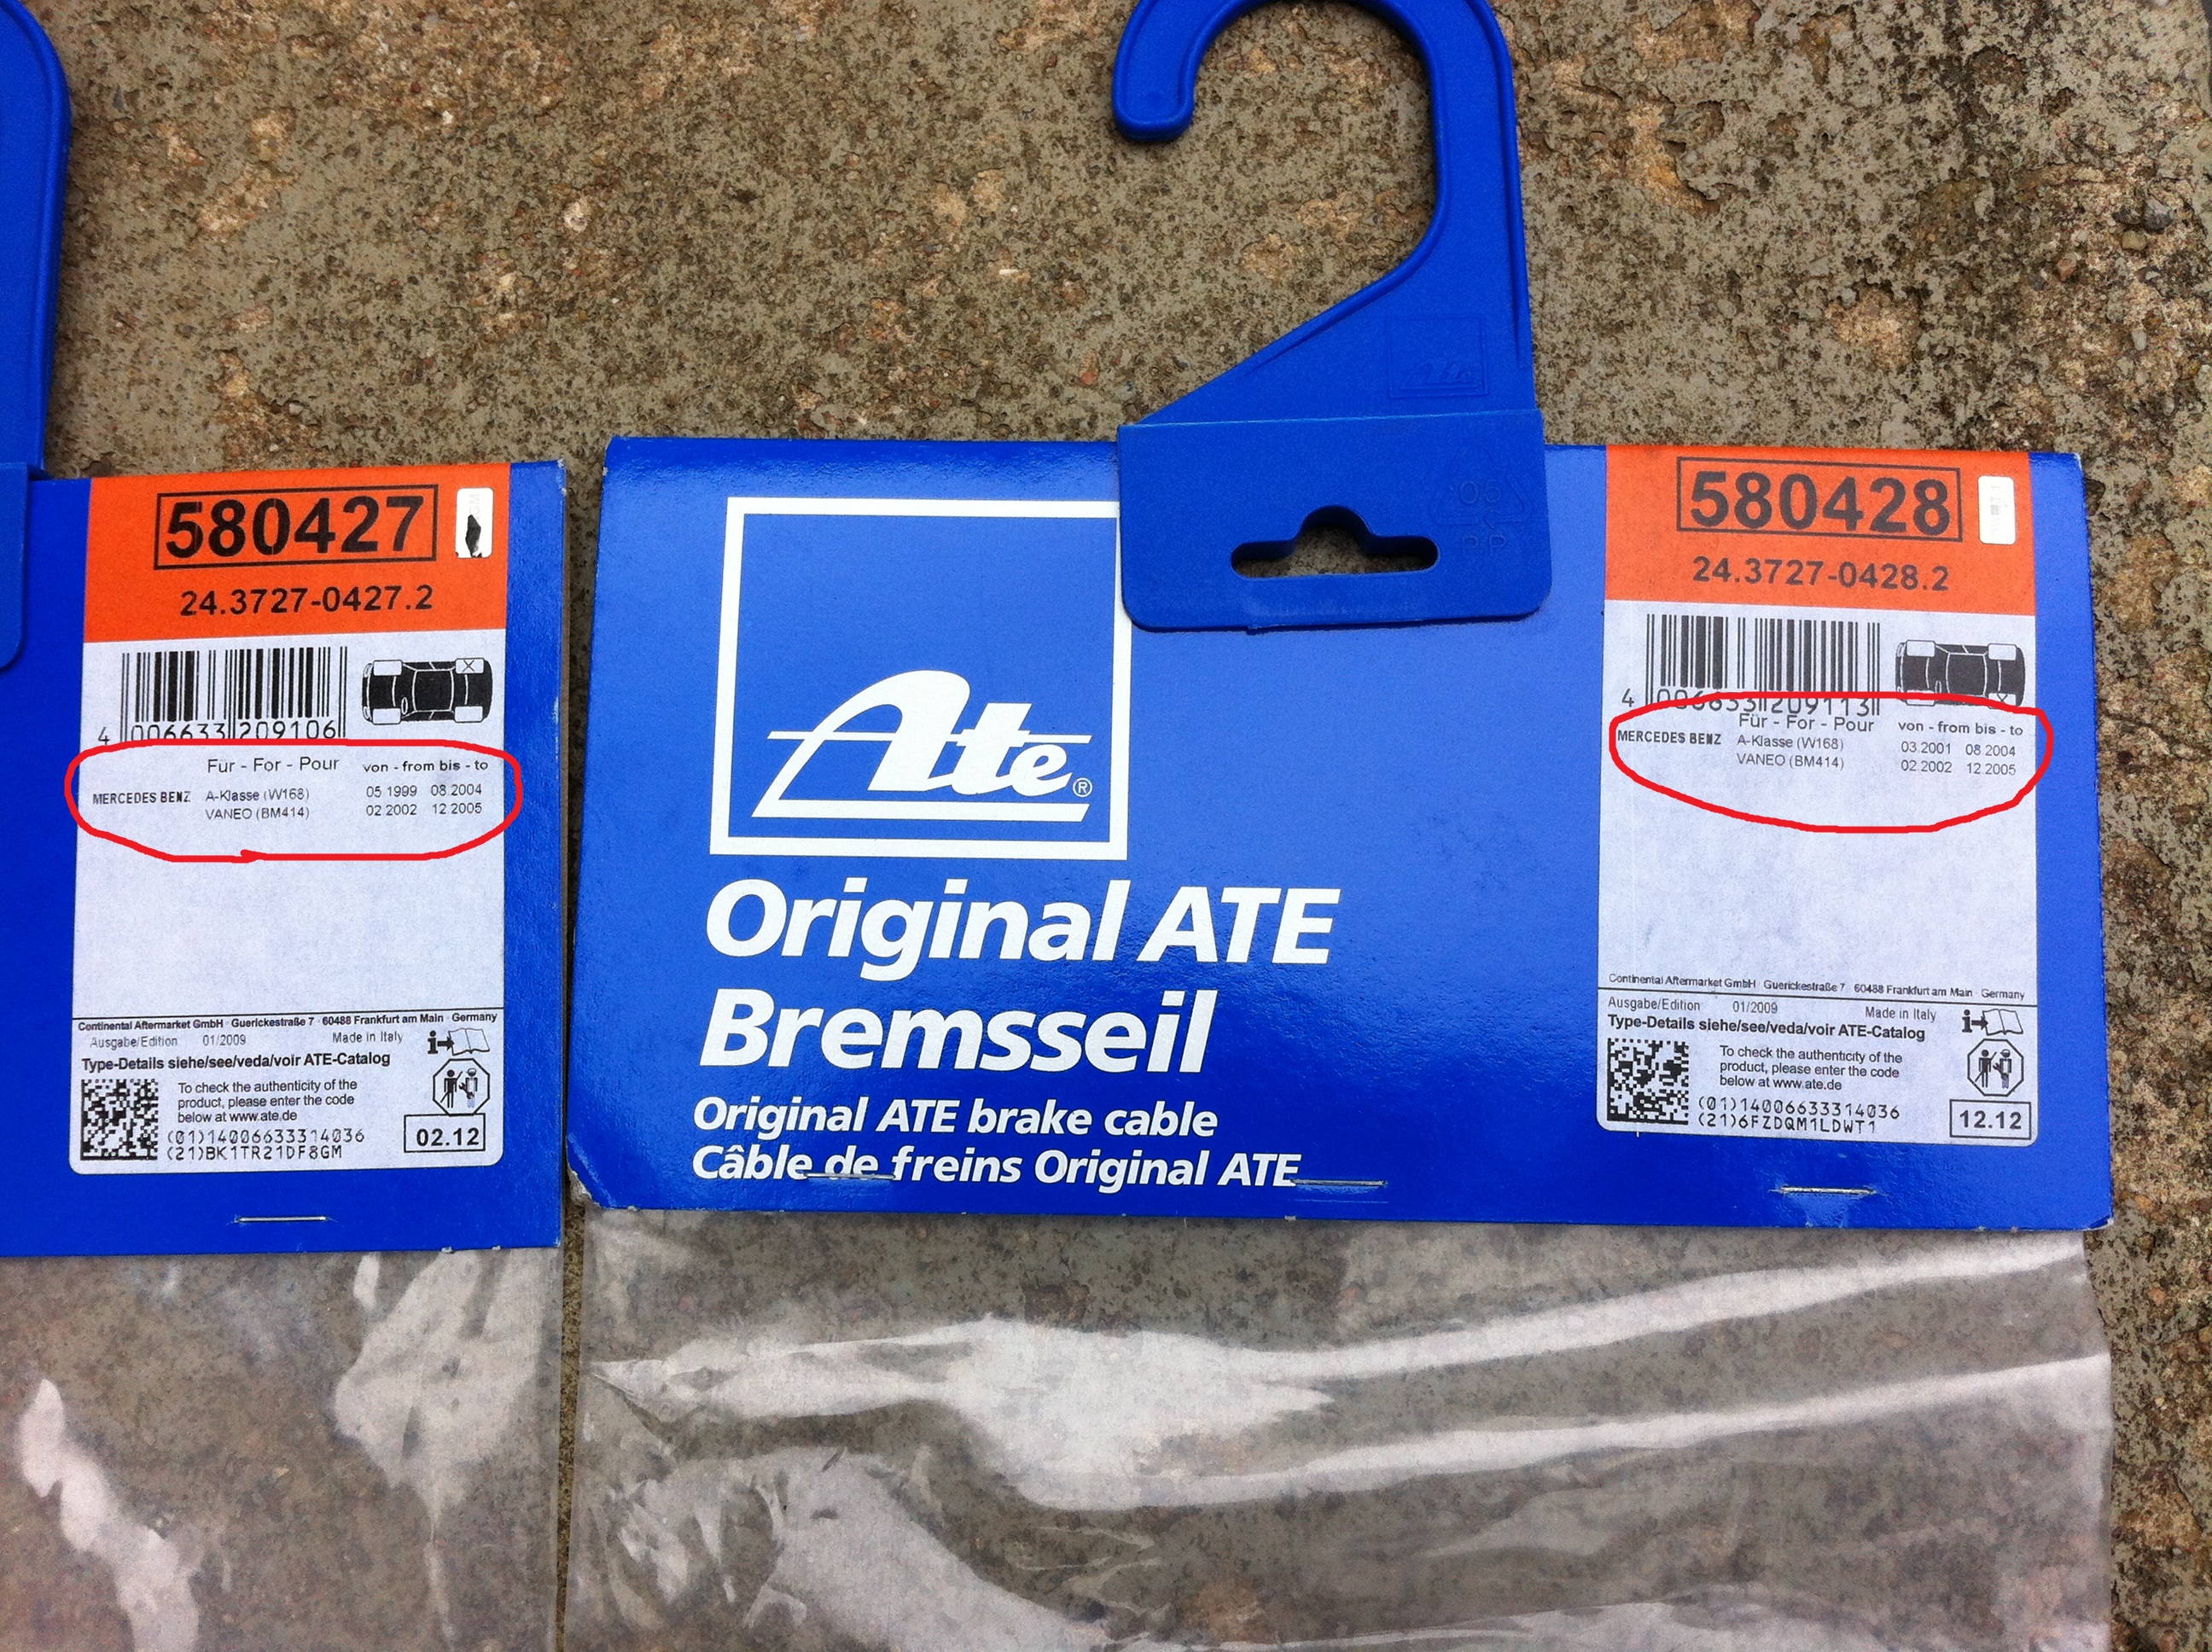 580427
24.3727-0427.2
4 006633 209106
Für - For - Pour von - from bis - to
MERCEDES BENZ A-Klasse (W168) 05.1999 08.2004
VANEO (BM414) 02.2002 12.2005
Continental Aftermarket GmbH · Guerickestraße 7 · 60488 Frankfurt am Main · Germany
Ausgabe/Edition 01/2009 Made in Italy
Type-Details siehe/see/veda/voir ATE-Catalog
To check the authenticity of the
product, please enter the code
below at www.ate.de
(01)14006633314036
(21)BK1TR21DF8GM
02.12
Ate
05
PP
Ate®
Original ATE
Bremsseil
Original ATE brake cable
Câble de freins Original ATE
580428
24.3727-0428.2
4 006633 209113
Für - For - Pour von - from bis - to
MERCEDES BENZ A-Klasse (W168) 03.2001 08.2004
VANEO (BM414) 02.2002 12.2005
Continental Aftermarket GmbH · Guerickestraße 7 · 60488 Frankfurt am Main · Germany
Ausgabe/Edition 01/2009 Made in Italy
Type-Details siehe/see/veda/voir ATE-Catalog
To check the authenticity of the
product, please enter the code
below at www.ate.de
(01)14006633314036
(21)6FZDQM1LDWT1
12.12